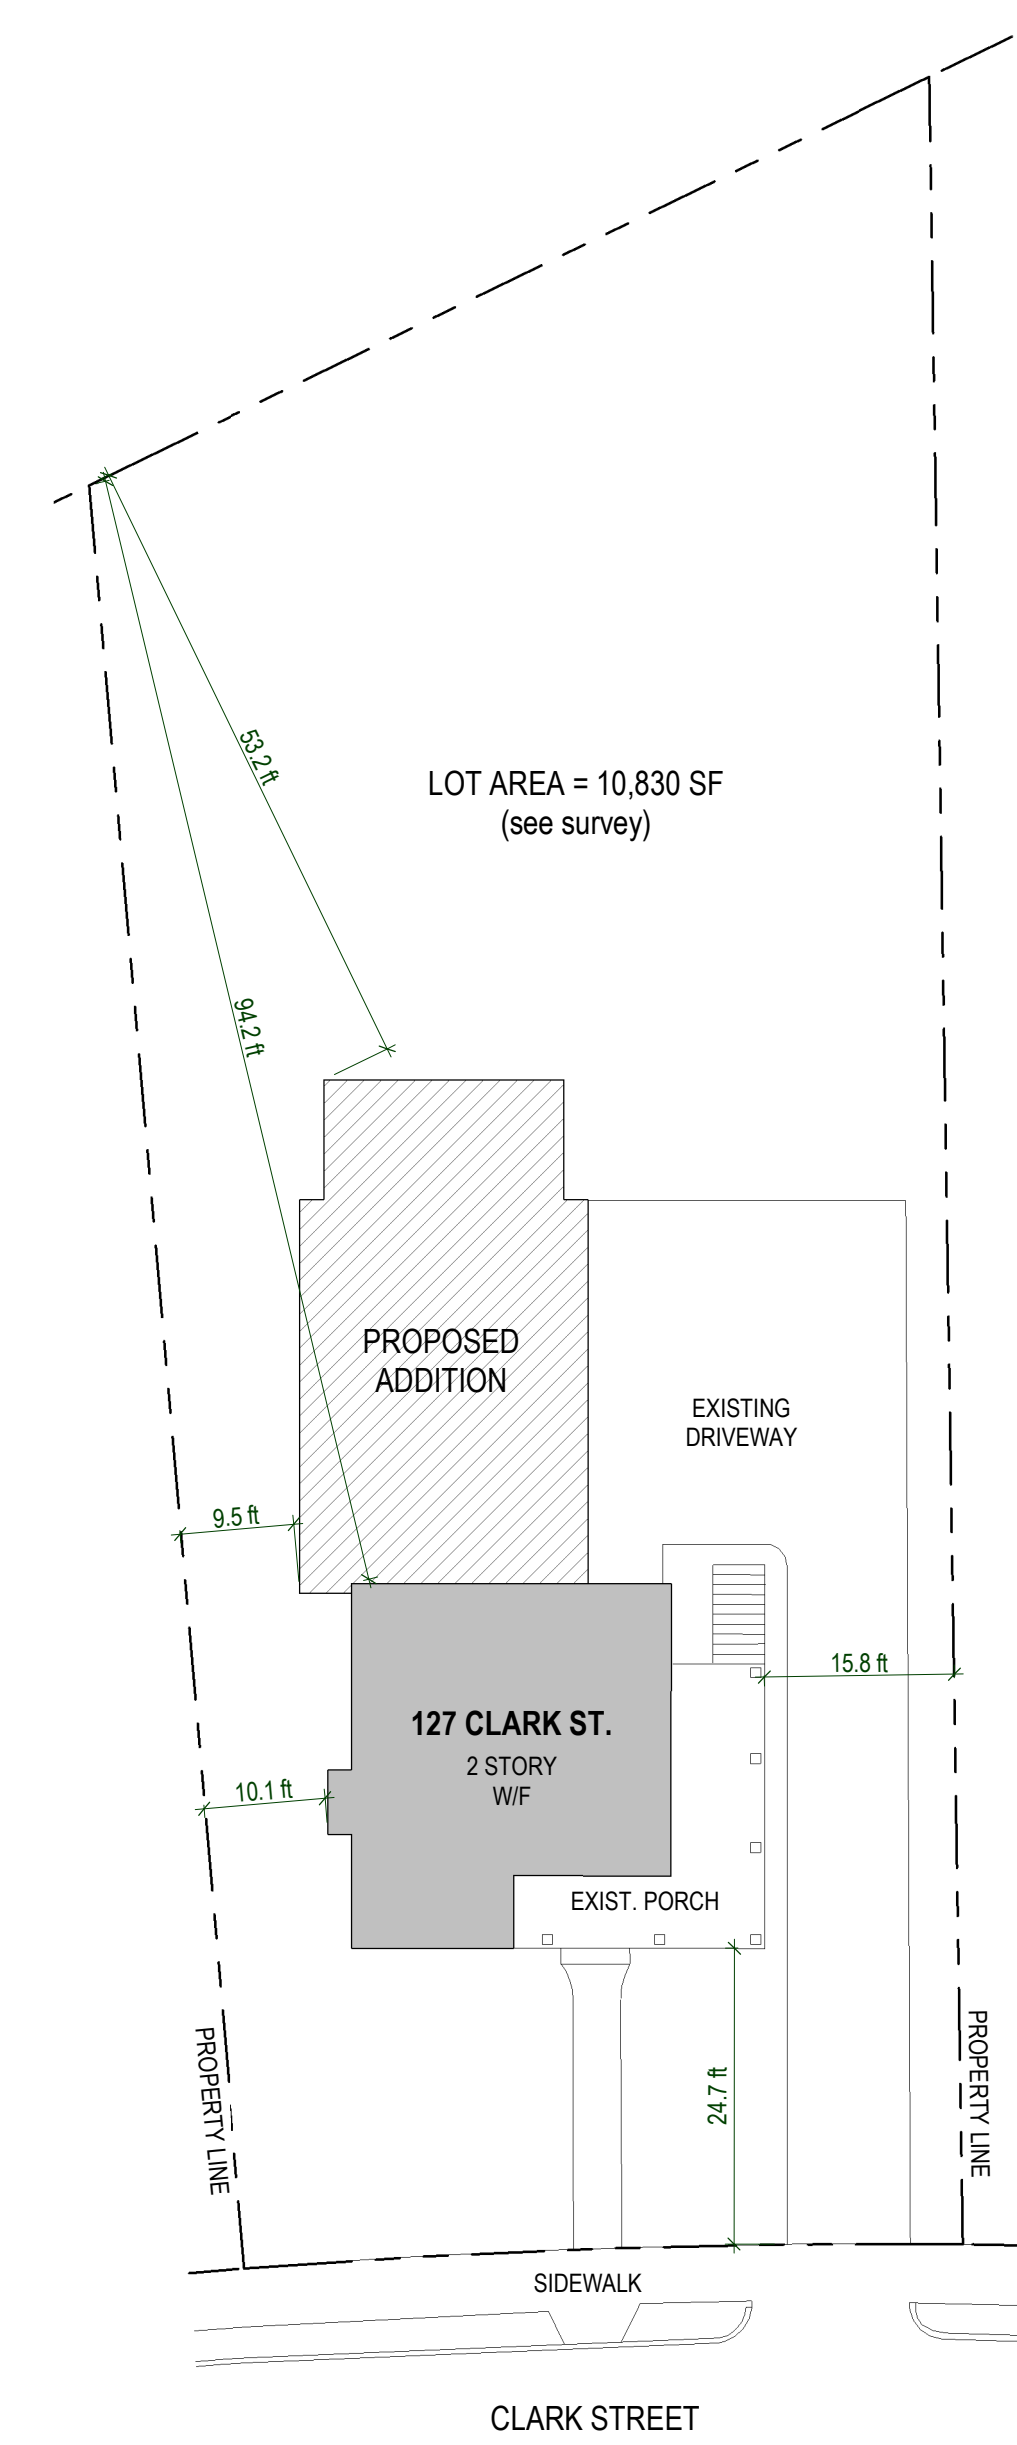 53.2 ft
LOT AREA = 10,830 SF
(see survey)
94.2 ft
PROPOSED
ADDITION
EXISTING
DRIVEWAY
9.5 ft
15.8 ft
127 CLARK ST.
2 STORY
W/F
10.1 ft
EXIST. PORCH
PROPERTY LINE
24.7 ft
PROPERTY LINE
SIDEWALK
CLARK STREET